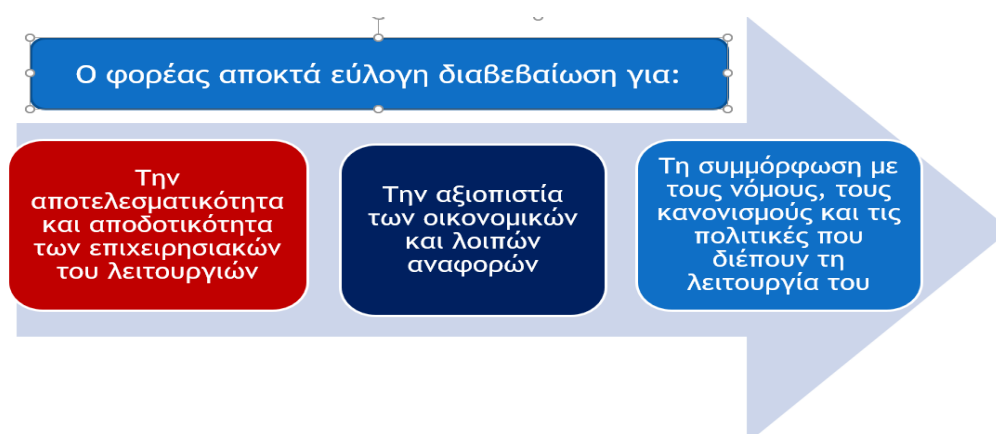 Ο φορέας αποκτά εύλογη διαβεβαίωση για:
Την
αποτελεσματικότητα
και αποδοτικότητα
των επιχειρησιακών
του λειτουργιών
Την αξιοπιστία
των οικονομικών
και λοιπών
αναφορών
Τη συμμόρφωση με
τους νόμους, τους
κανονισμούς και τις
πολιτικές που
διέπουν τη
λειτουργία του